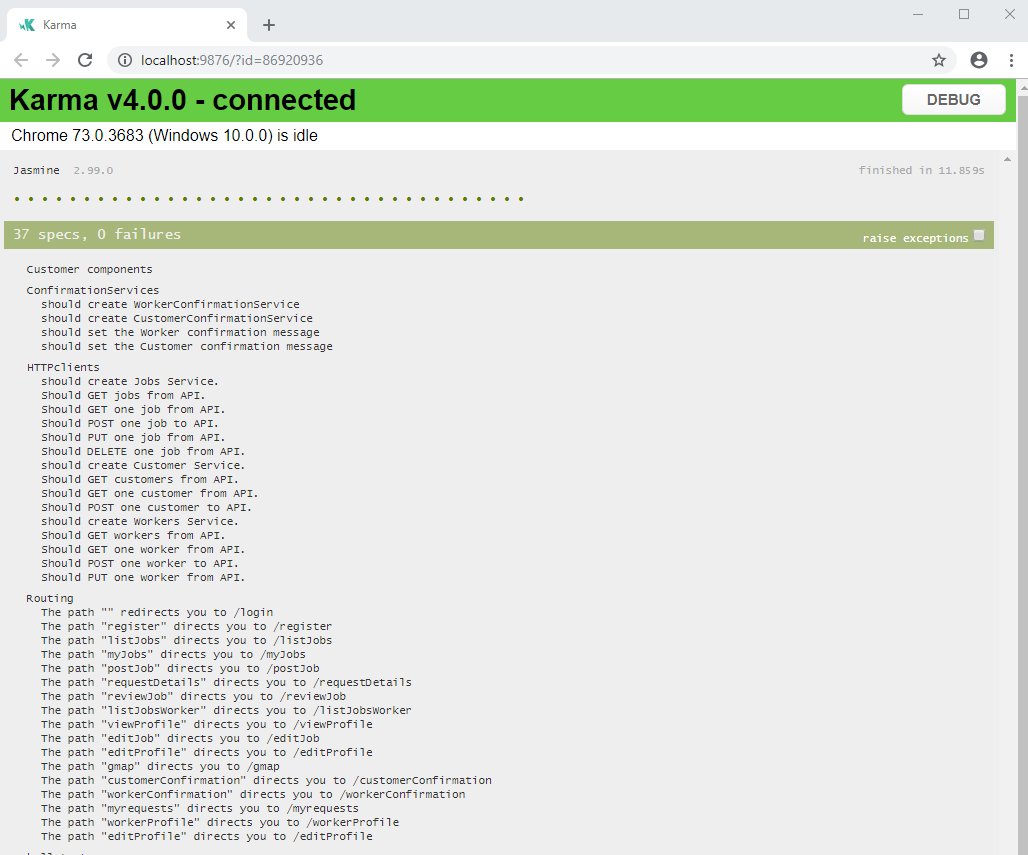 Karma
localhost:9876/?id=86920936
Karma v4.0.0 - connected
DEBUG
Chrome 73.0.3683 (Windows 10.0.0) is idle
Jasmine 2.99.0
finished in 11.859s
37 specs, 0 failures
raise exceptions
Customer components
ConfirmationServices
should create WorkerConfirmationService
should create CustomerConfirmationService
should set the Worker confirmation message
should set the Customer confirmation message
HTTPclients
should create Jobs Service.
Should GET jobs from API.
Should GET one job from API.
Should POST one job to API.
Should PUT one job from API.
Should DELETE one job from API.
should create Customer Service.
Should GET customers from API.
Should GET one customer from API.
Should POST one customer to API.
should create Workers Service.
Should GET workers from API.
Should GET one worker from API.
Should POST one worker to API.
Should PUT one worker from API.
Routing
The path "" redirects you to /login
The path "register" directs you to /register
The path "listJobs" directs you to /listJobs
The path "myJobs" directs you to /myJobs
The path "postJob" directs you to /postJob
The path "requestDetails" directs you to /requestDetails
The path "reviewJob" directs you to /reviewJob
The path "listJobsWorker" directs you to /listJobsWorker
The path "viewProfile" directs you to /viewProfile
The path "editJob" directs you to /editJob
The path "editProfile" directs you to /editProfile
The path "gmap" directs you to /gmap
The path "customerConfirmation" directs you to /customerConfirmation
The path "workerConfirmation" directs you to /workerConfirmation
The path "myrequests" directs you to /myrequests
The path "workerProfile" directs you to /workerProfile
The path "editProfile" directs you to /editProfile